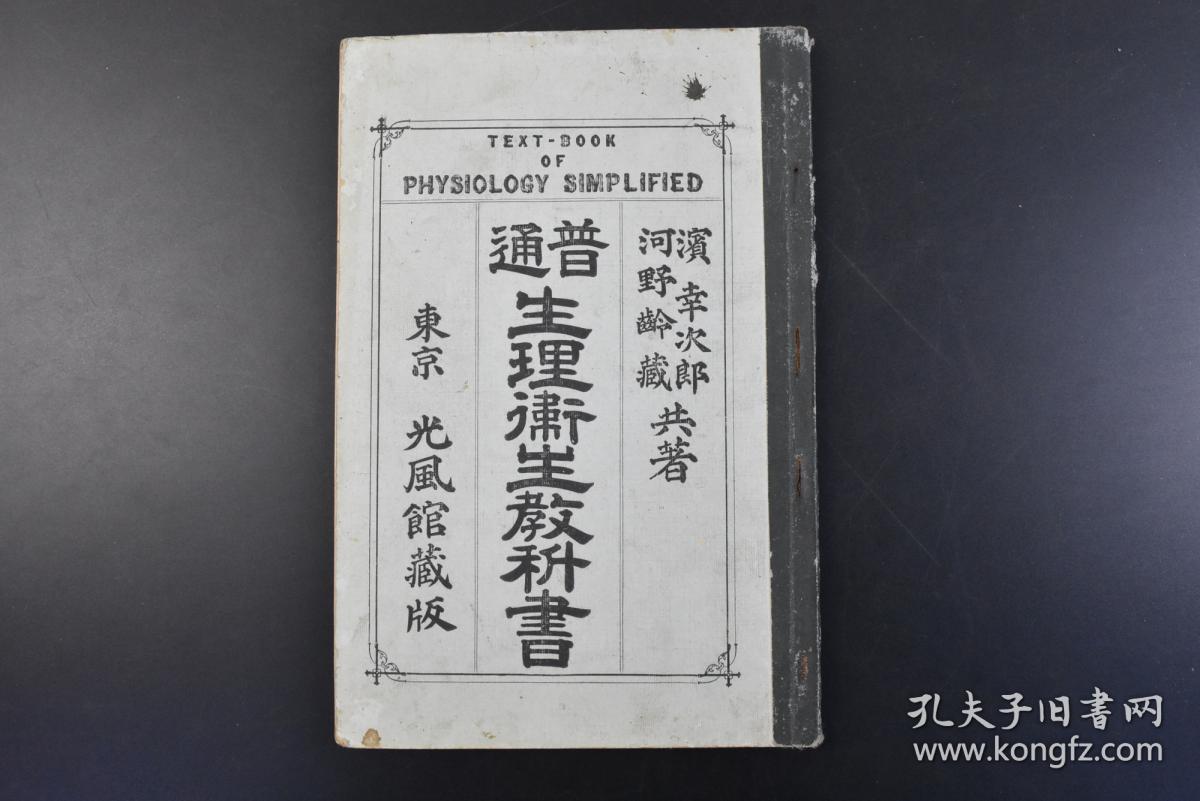 TEXT-BOOK
OF
PHYSIOLOGY SIMPLIFIED
濱幸次郎
河野齡藏
共著
普通
生理衛生教科書
東京 光風館藏版
孔夫子旧书网
www.kongfz.com